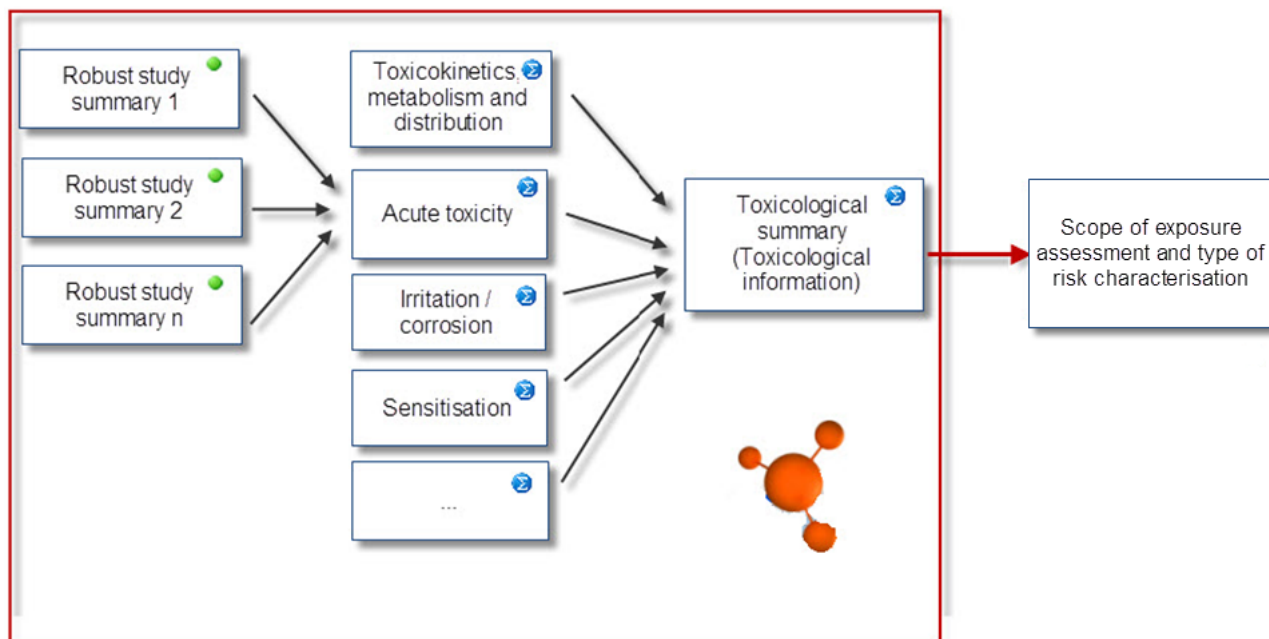 Robust study
summary 1
Robust study
summary 2
Robust study
summary n
Toxicokinetics,
metabolism and
distribution
Acute toxicity
Irritation /
corrosion
Sensitisation
...
Toxicological
summary
(Toxicological
information)
Scope of exposure
assessment and type of
risk characterisation
Σ
Σ
Σ
Σ
Σ
Σ